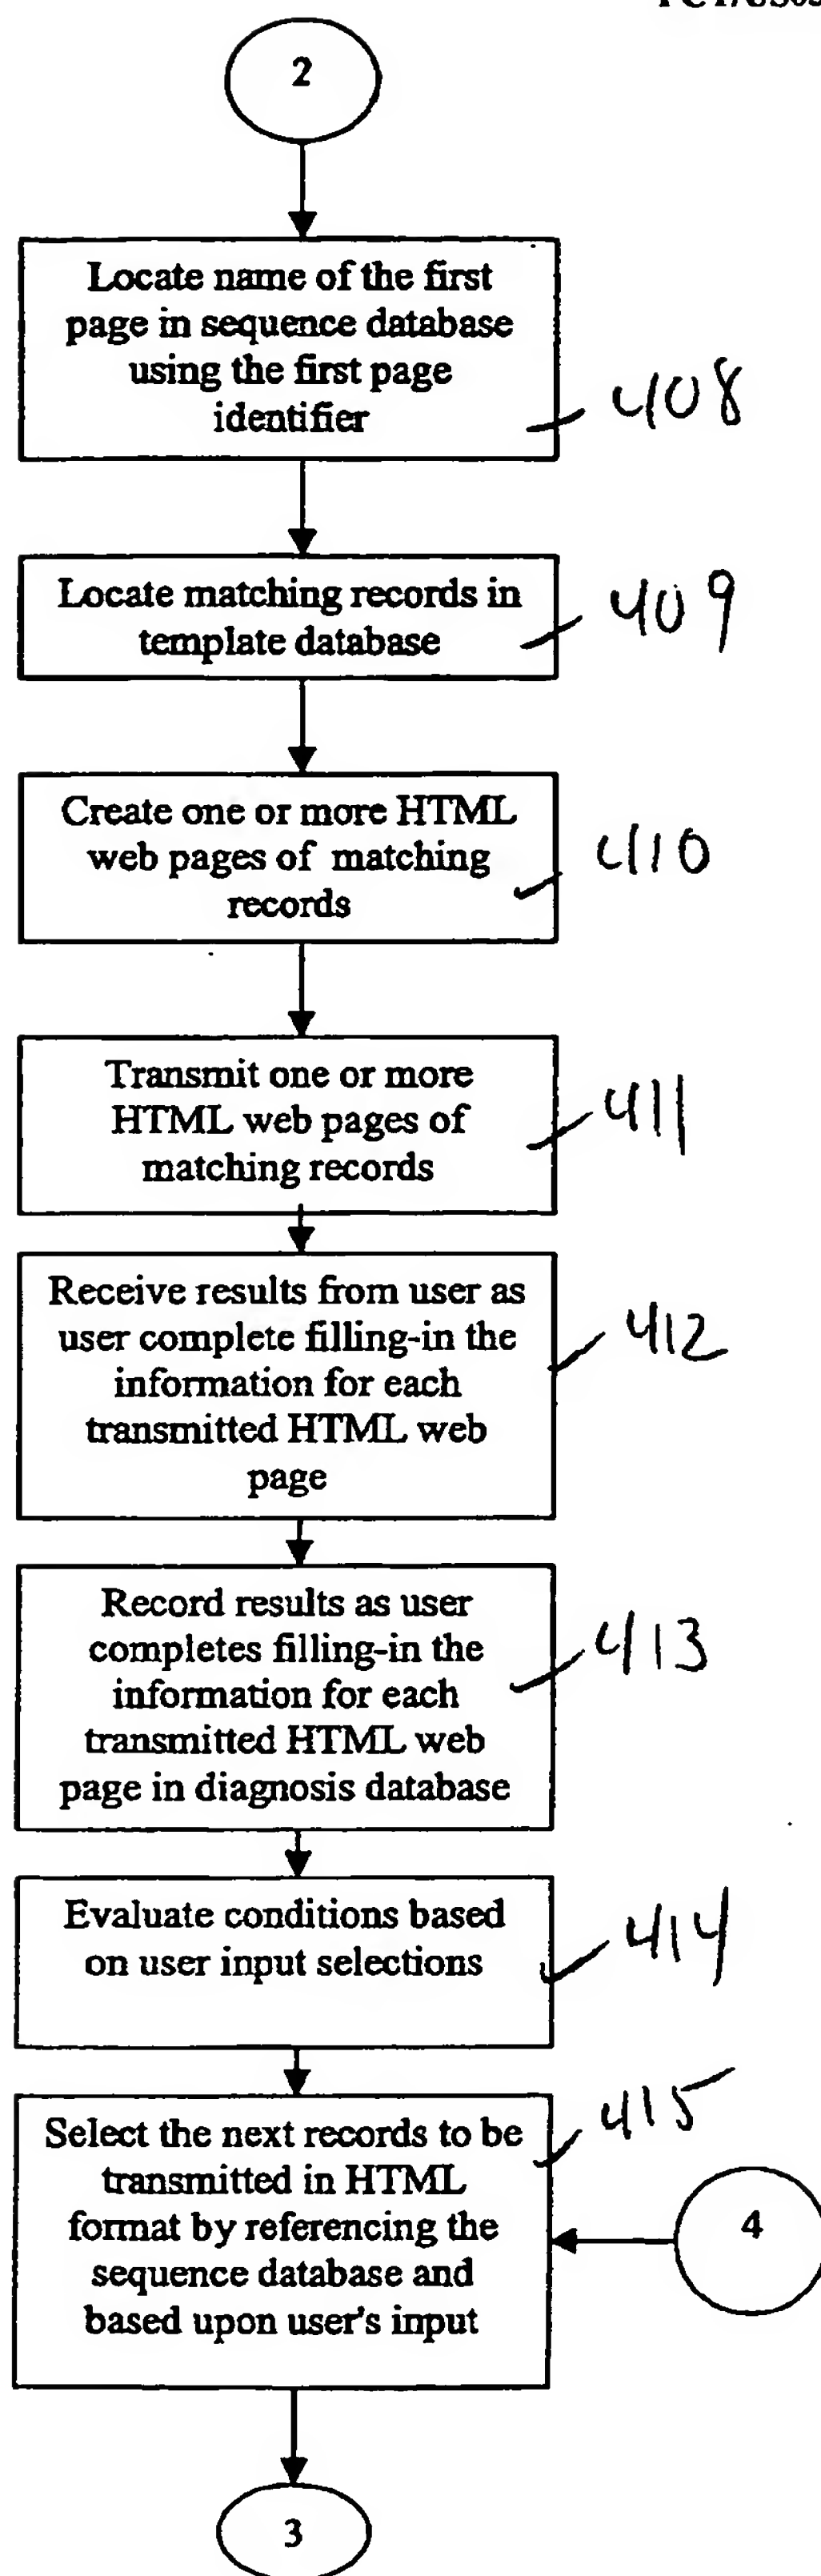 2
Locate name of the first
page in sequence database
using the first page
identifier
408
Locate matching records in
template database
409
Create one or more HTML
web pages of matching
records
410
Transmit one or more
HTML web pages of
matching records
411
Receive results from user as
user complete filling-in the
information for each
transmitted HTML web
page
412
Record results as user
completes filling-in the
information for each
transmitted HTML web
page in diagnosis database
413
Evaluate conditions based
on user input selections
414
Select the next records to be
transmitted in HTML
format by referencing the
sequence database and
based upon user's input
415
4
3